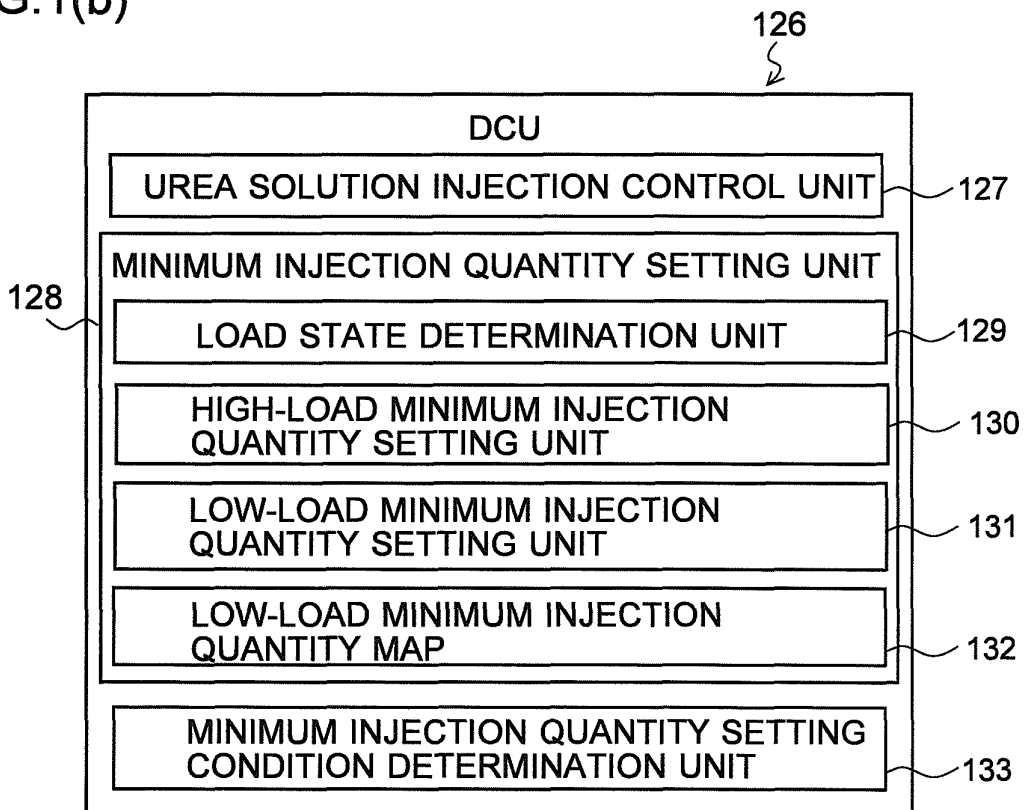 G.1(b)
126
DCU
UREA SOLUTION INJECTION CONTROL UNIT
127
MINIMUM INJECTION QUANTITY SETTING UNIT
128
LOAD STATE DETERMINATION UNIT
129
HIGH-LOAD MINIMUM INJECTION
QUANTITY SETTING UNIT
130
LOW-LOAD MINIMUM INJECTION
QUANTITY SETTING UNIT
131
LOW-LOAD MINIMUM INJECTION
QUANTITY MAP
132
MINIMUM INJECTION QUANTITY SETTING
CONDITION DETERMINATION UNIT
133